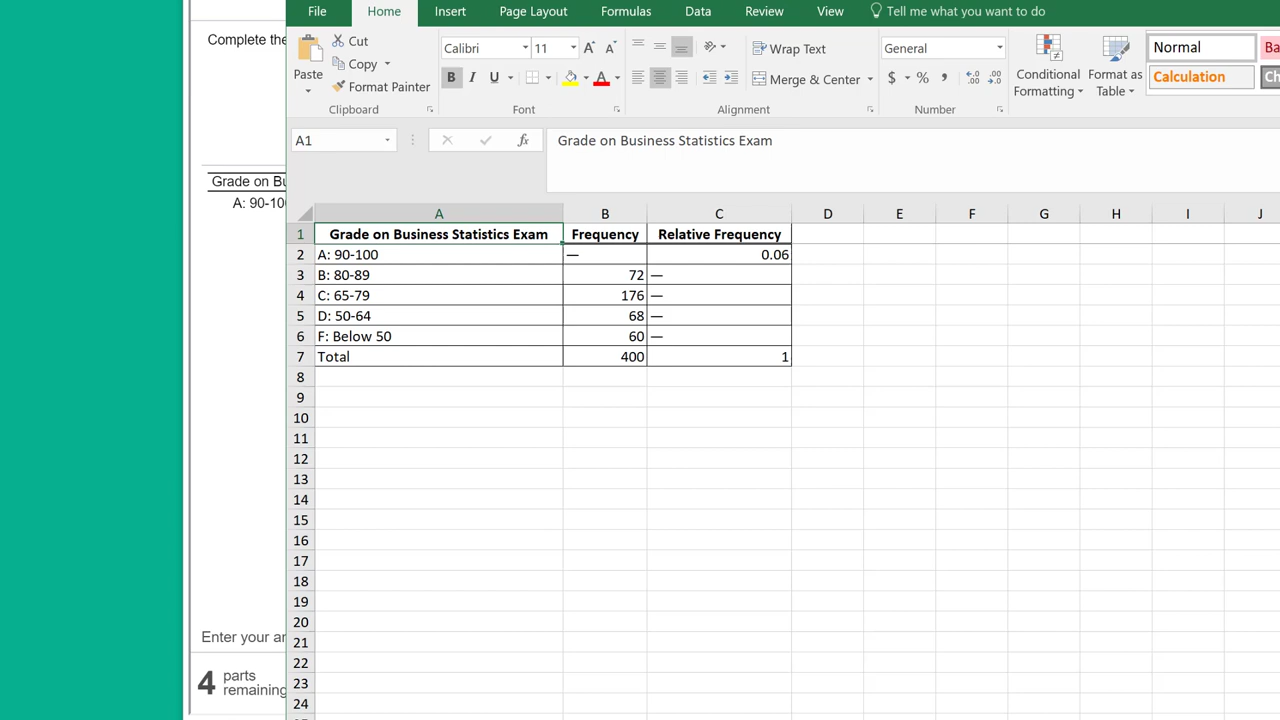 File Home Insert Page Layout Formulas Data Review View Tell me what you want to do
Complete the
Cut
Copy
Format Painter
Paste
Clipboard
Calibri 11
B I U
Font
Wrap Text
Merge & Center
Alignment
General
$ % ,
Number
Conditional
Formatting
Format as
Table
Normal
Ba
Calculation
Ch
A1 fx Grade on Business Statistics Exam
Grade on Bu
A: 90-100
A B C D E F G H I J
1 Grade on Business Statistics Exam Frequency Relative Frequency
2 A: 90-100 — 0.06
3 B: 80-89 72 —
4 C: 65-79 176 —
5 D: 50-64 68 —
6 F: Below 50 60 —
7 Total 400 1
8
9
10
11
12
13
14
15
16
17
18
19
20
21
22
23
24
Enter your an
4 parts
remaining